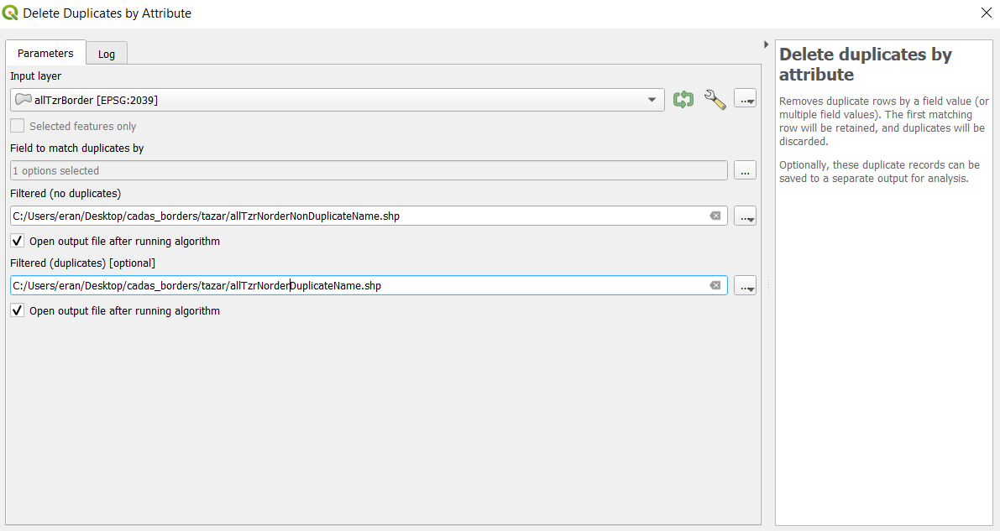 Delete Duplicates by Attribute
Parameters
Log
Input layer
allTzrBorder [EPSG:2039]
...
Selected features only
Field to match duplicates by
1 options selected
...
Filtered (no duplicates)
C:/Users/eran/Desktop/cadas_borders/tazar/allTzrNorderNonDuplicateName.shp
...
Open output file after running algorithm
Filtered (duplicates) [optional]
C:/Users/eran/Desktop/cadas_borders/tazar/allTzrNorderDuplicateName.shp
...
Open output file after running algorithm
Delete duplicates by
attribute
Removes duplicate rows by a field value (or
multiple field values). The first matching
row will be retained, and duplicates will be
discarded.
Optionally, these duplicate records can be
saved to a separate output for analysis.